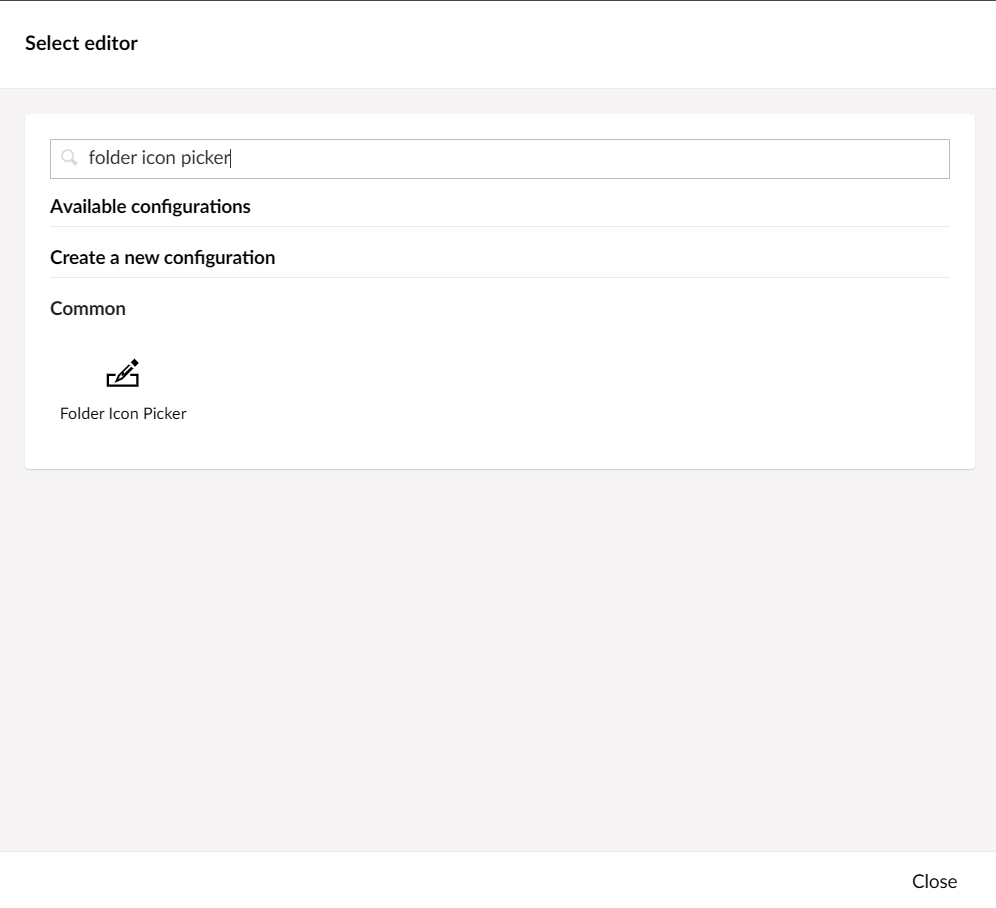 Select editor
folder icon picker
Available configurations
Create a new configuration
Common
Folder Icon Picker
Close